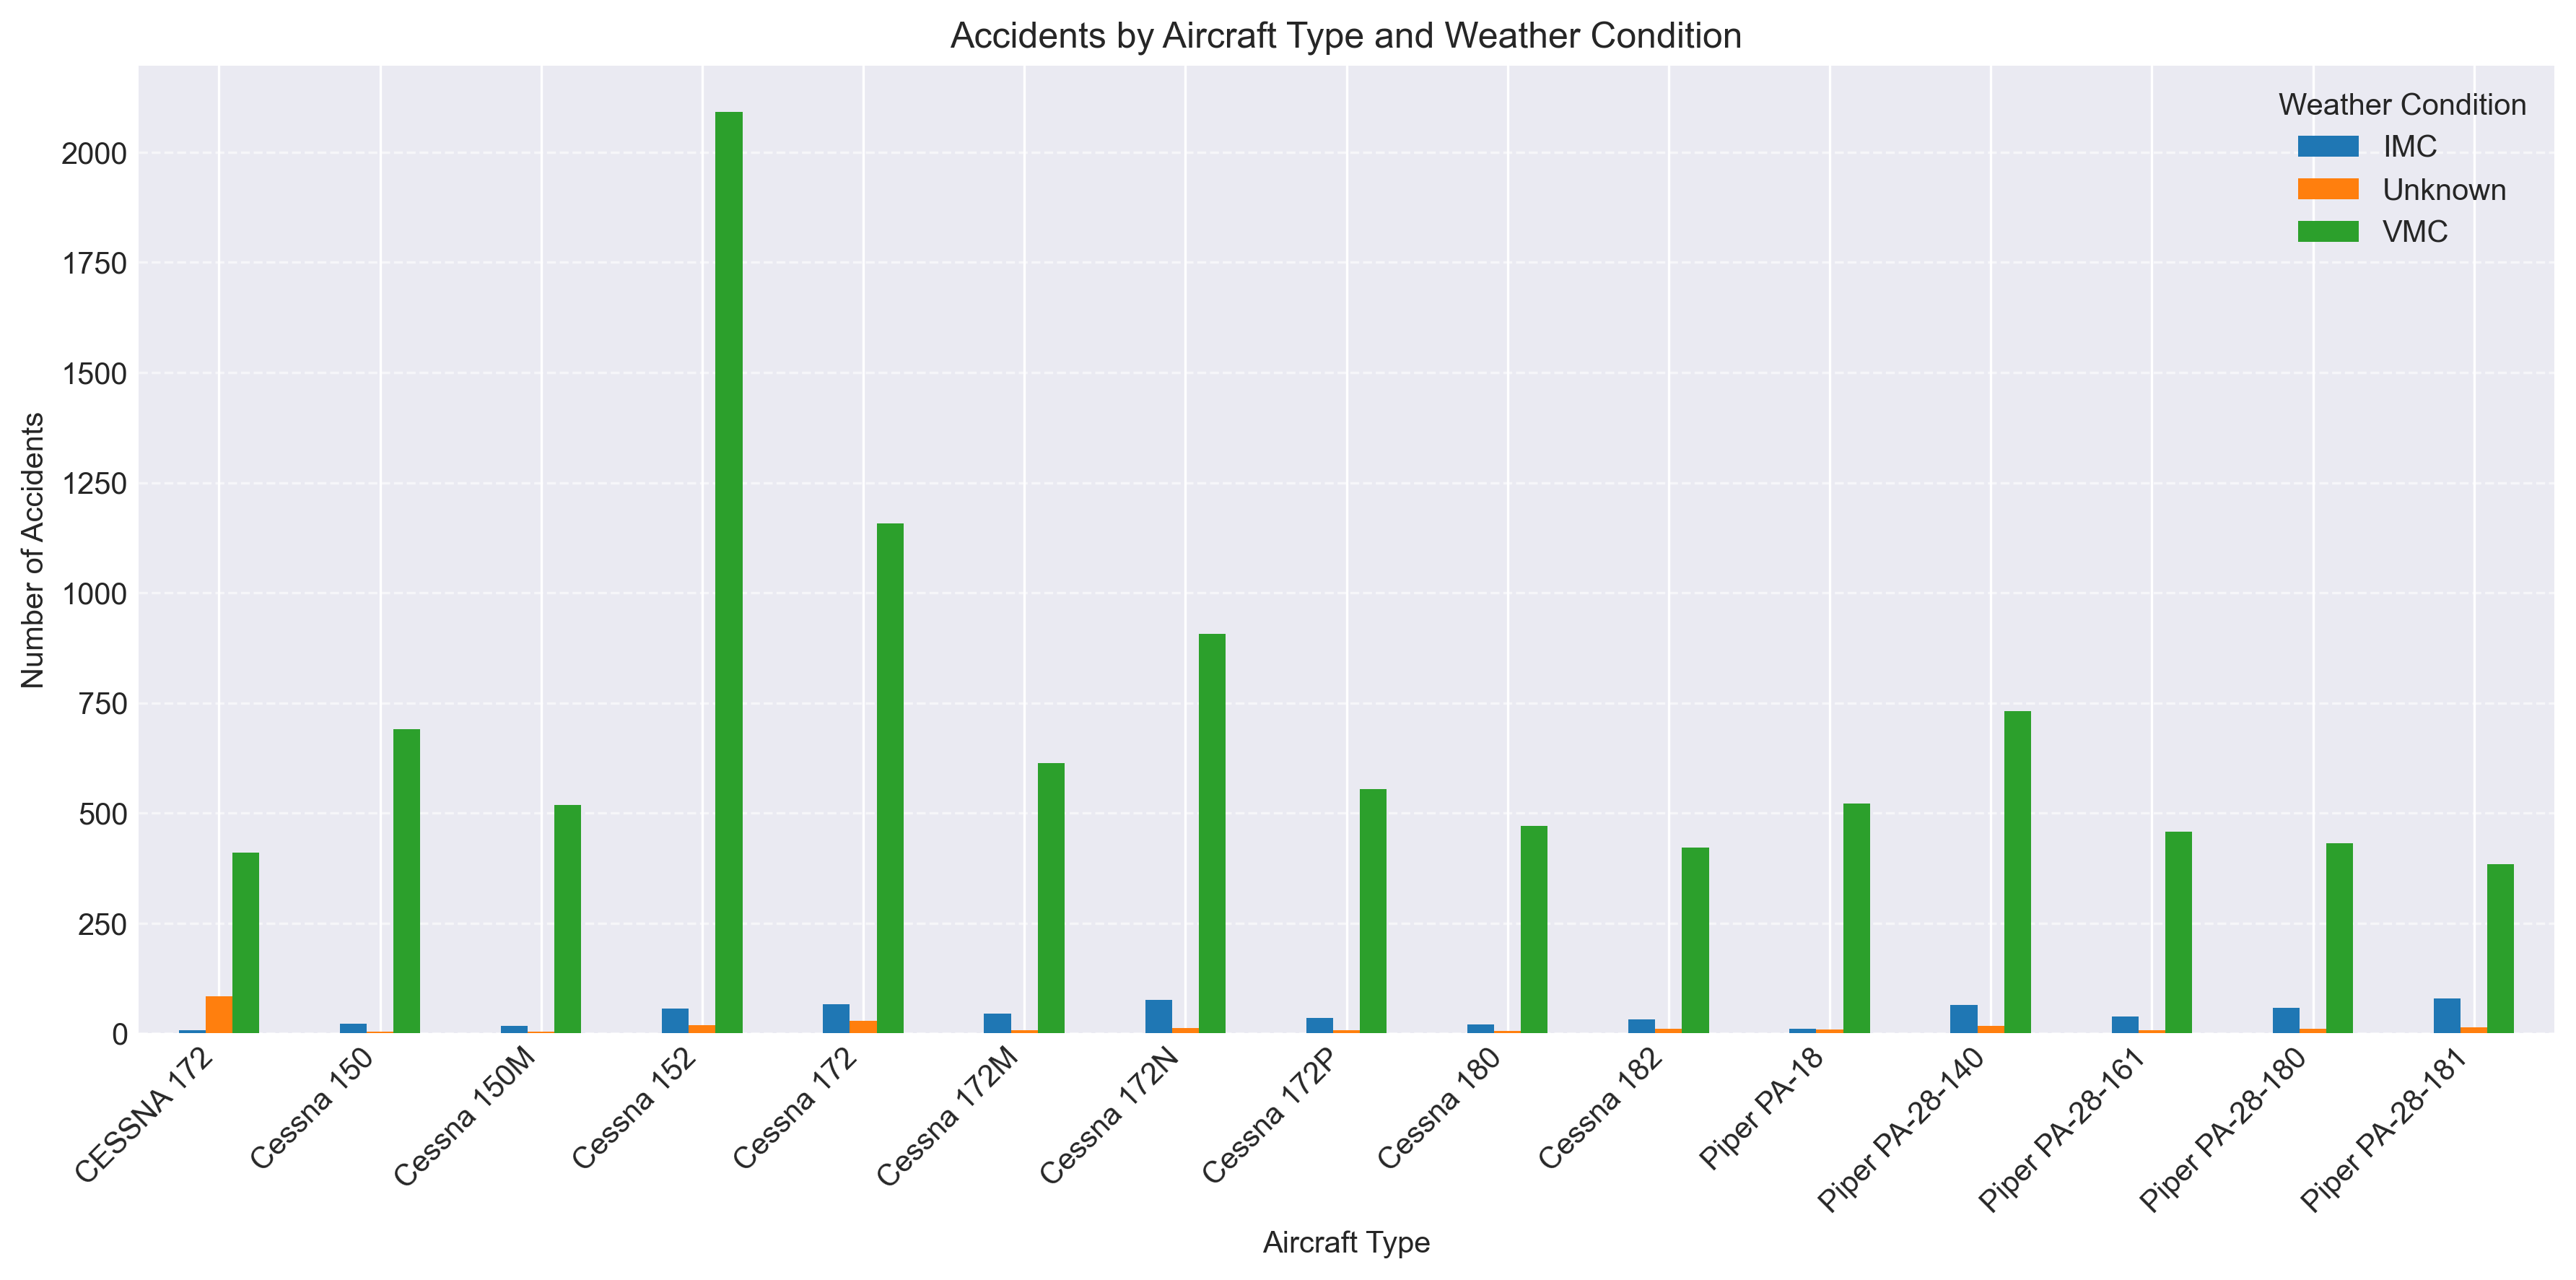 Accidents by Aircraft Type and Weather Condition
Weather Condition
IMC
Unknown
VMC
Number of Accidents
2000
1750
1500
1250
1000
750
500
250
0
CESSNA 172
Cessna 150
Cessna 150M
Cessna 152
Cessna 172
Cessna 172M
Cessna 172N
Cessna 172P
Cessna 180
Cessna 182
Piper PA-18
Piper PA-28-140
Piper PA-28-161
Piper PA-28-180
Piper PA-28-181
Aircraft Type